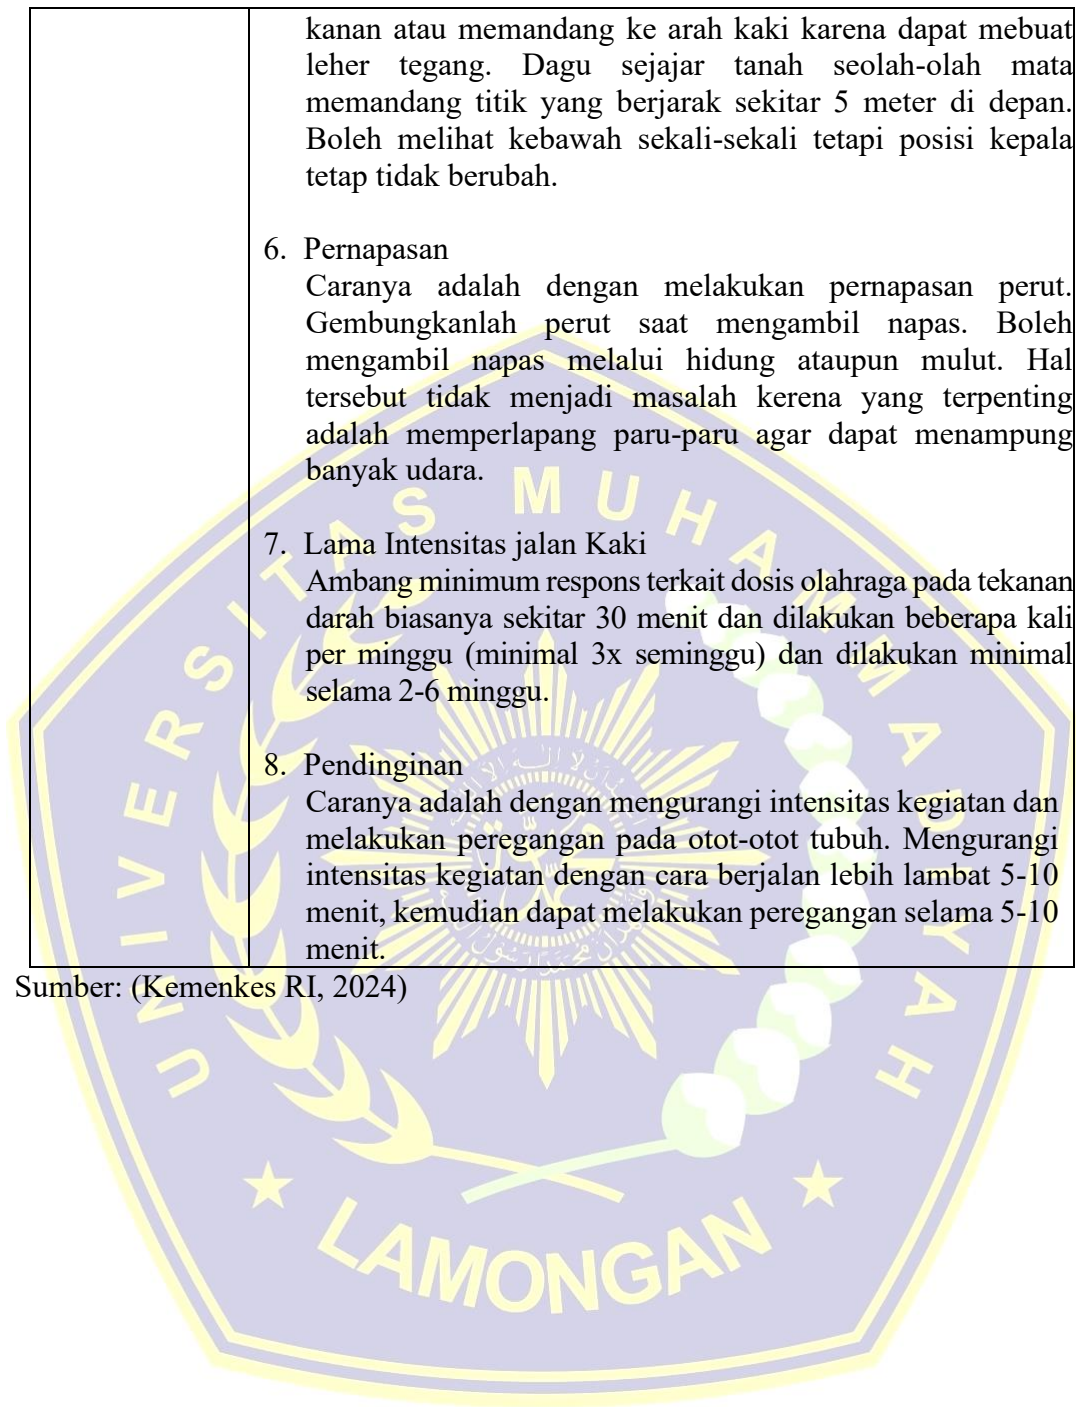 kanan atau memandang ke arah kaki karena dapat mebuat
leher tegang. Dagu sejajar tanah seolah-olah mata
memandang titik yang berjarak sekitar 5 meter di depan.
Boleh melihat kebawah sekali-sekali tetapi posisi kepala
tetap tidak berubah.
6. Pernapasan
Caranya adalah dengan melakukan pernapasan perut.
Gembungkanlah perut saat mengambil napas. Boleh
mengambil napas melalui hidung ataupun mulut. Hal
tersebut tidak menjadi masalah kerena yang terpenting
adalah memperlapang paru-paru agar dapat menampung
banyak udara.
7. Lama Intensitas jalan Kaki
Ambang minimum respons terkait dosis olahraga pada tekanan
darah biasanya sekitar 30 menit dan dilakukan beberapa kali
per minggu (minimal 3x seminggu) dan dilakukan minimal
selama 2-6 minggu.
8. Pendinginan
Caranya adalah dengan mengurangi intensitas kegiatan dan
melakukan peregangan pada otot-otot tubuh. Mengurangi
intensitas kegiatan dengan cara berjalan lebih lambat 5-10
menit, kemudian dapat melakukan peregangan selama 5-10
menit.
Sumber: (Kemenkes RI, 2024)
UNIVERSITAS MUHAMMADIYAH
LAMONGAN